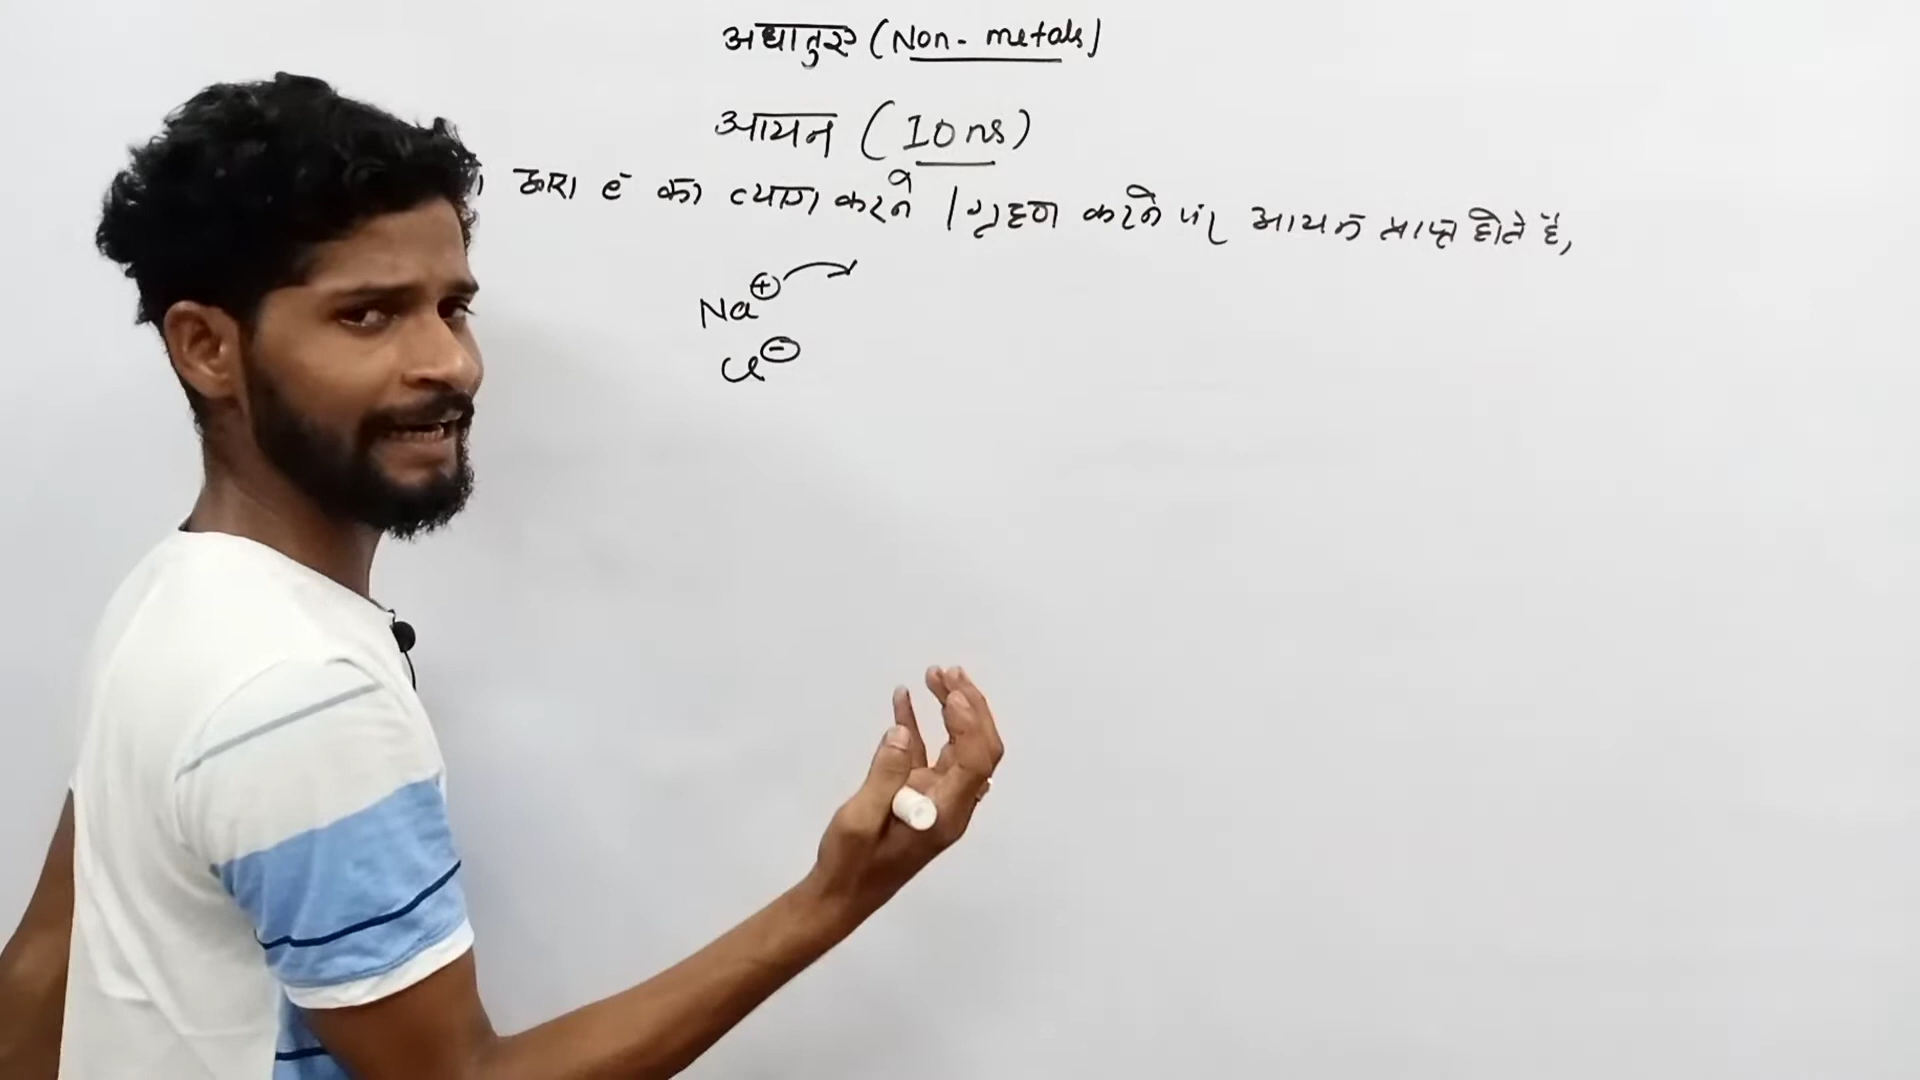 अधातुए (Non-metals)
आयन (Ions)
द्वारा e⁻ का त्याग करने / ग्रहण करने पर आयन प्राप्त होते हैं,
Na⊕
Cl⊖